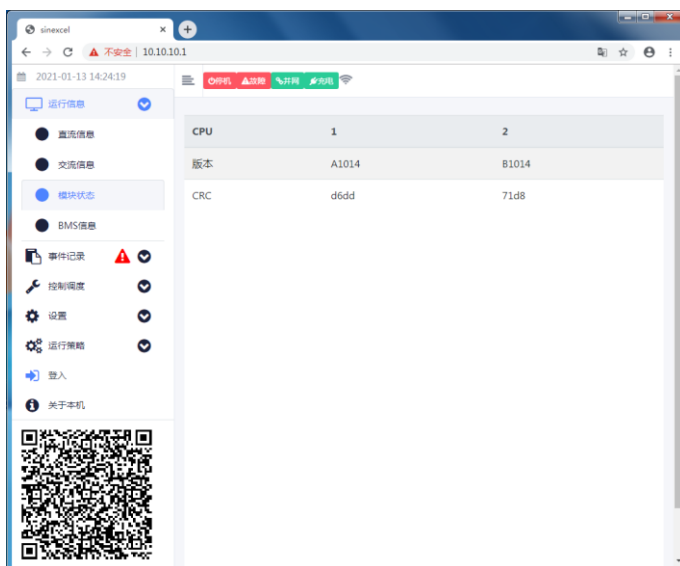 sinexcel
不安全 | 10.10.10.1
2021-01-13 14:24:19
停机 故障 并网 充电
运行信息
直流信息
交流信息
模块状态
BMS信息
事件记录
控制调度
设置
运行策略
登入
关于本机
CPU 1 2
版本 A1014 B1014
CRC d6dd 71d8